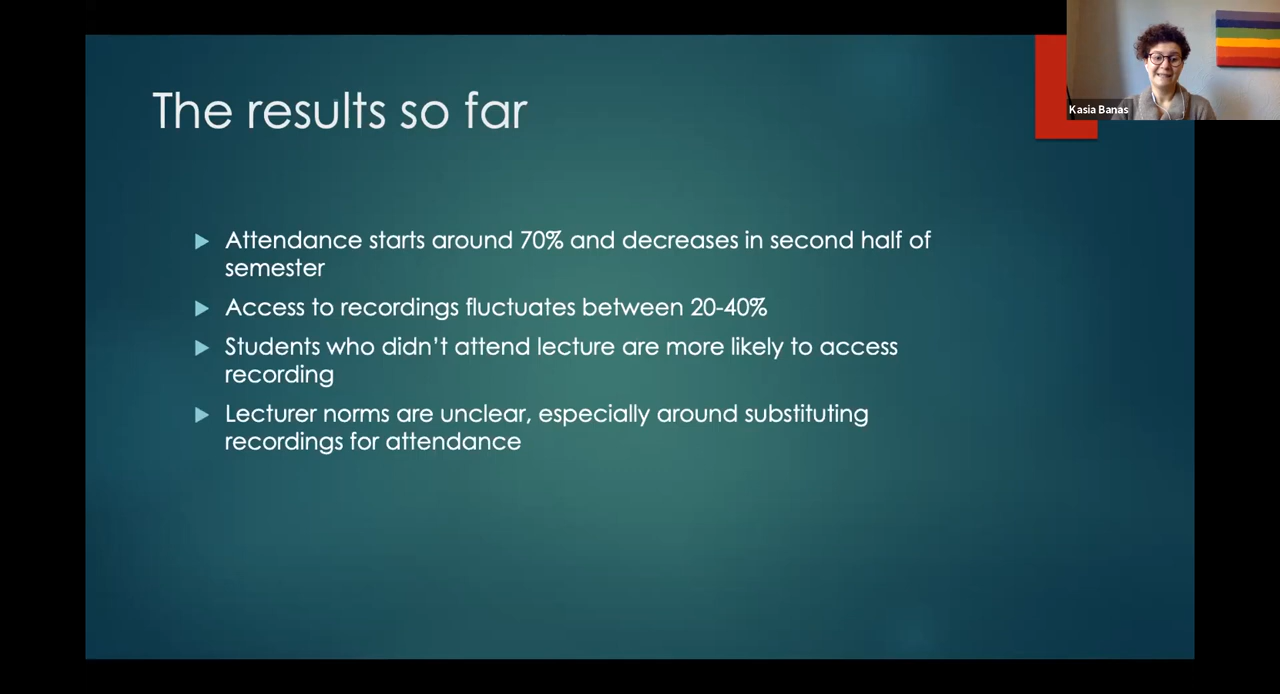 The results so far
Kasia Banas
Attendance starts around 70% and decreases in second half of
semester
Access to recordings fluctuates between 20-40%
Students who didn’t attend lecture are more likely to access
recording
Lecturer norms are unclear, especially around substituting
recordings for attendance